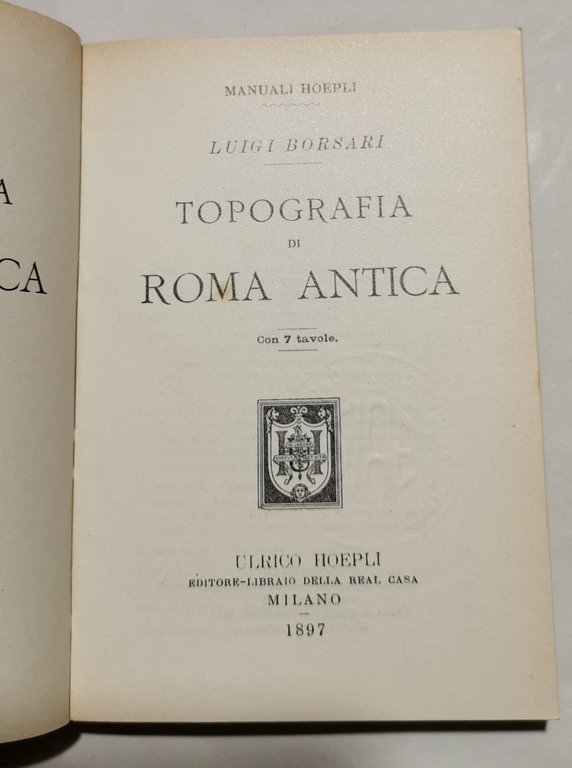 A
CA
MANUALI HOEPLI
LUIGI BORSARI
TOPOGRAFIA
DI
ROMA ANTICA
Con 7 tavole.
ULRICO HOEPLI
EDITORE-LIBRAIO DELLA REAL CASA
MILANO
1897